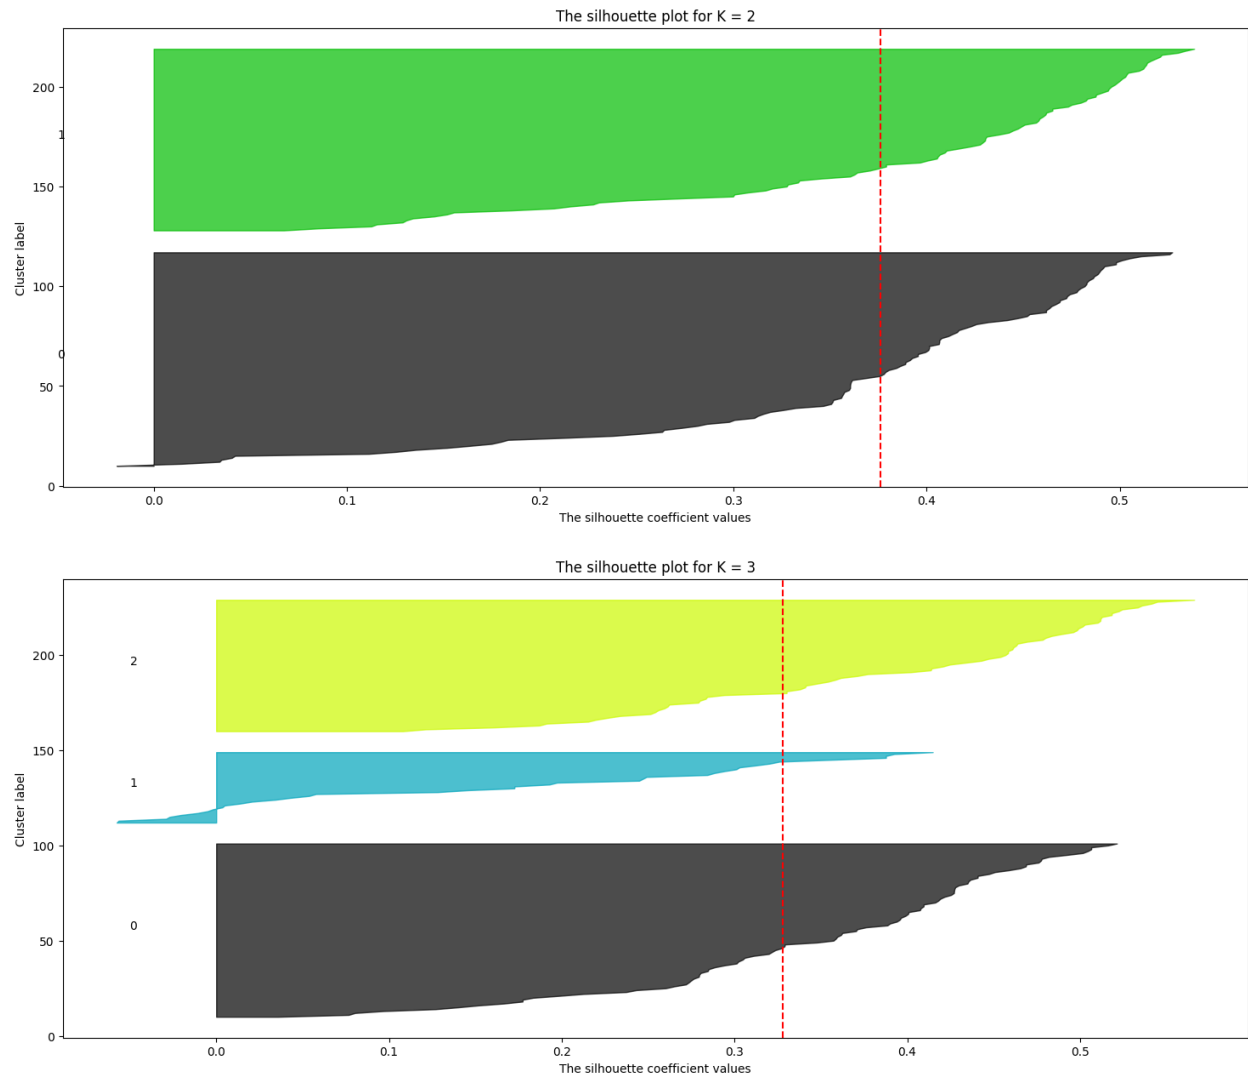 The silhouette plot for K = 2
200
1
150
Cluster label
100
0
50
0
0.0 0.1 0.2 0.3 0.4 0.5
The silhouette coefficient values
The silhouette plot for K = 3
2
200
150
1
Cluster label
100
0
50
0
0.0 0.1 0.2 0.3 0.4 0.5
The silhouette coefficient values